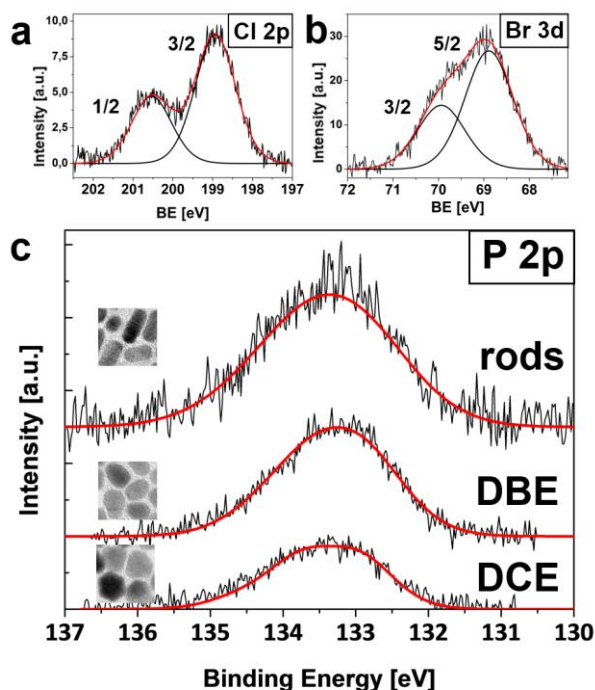 a
Cl 2p
3/2
1/2
10,0
7,5
5,0
2,5
0,0
Intensity [a.u.]
202 201 200 199 198 197
BE [eV]
b
Br 3d
5/2
3/2
30
20
10
0
Intensity [a.u.]
72 71 70 69 68
BE [eV]
c
P 2p
rods
DBE
DCE
Intensity [a.u.]
137 136 135 134 133 132 131 130
Binding Energy [eV]